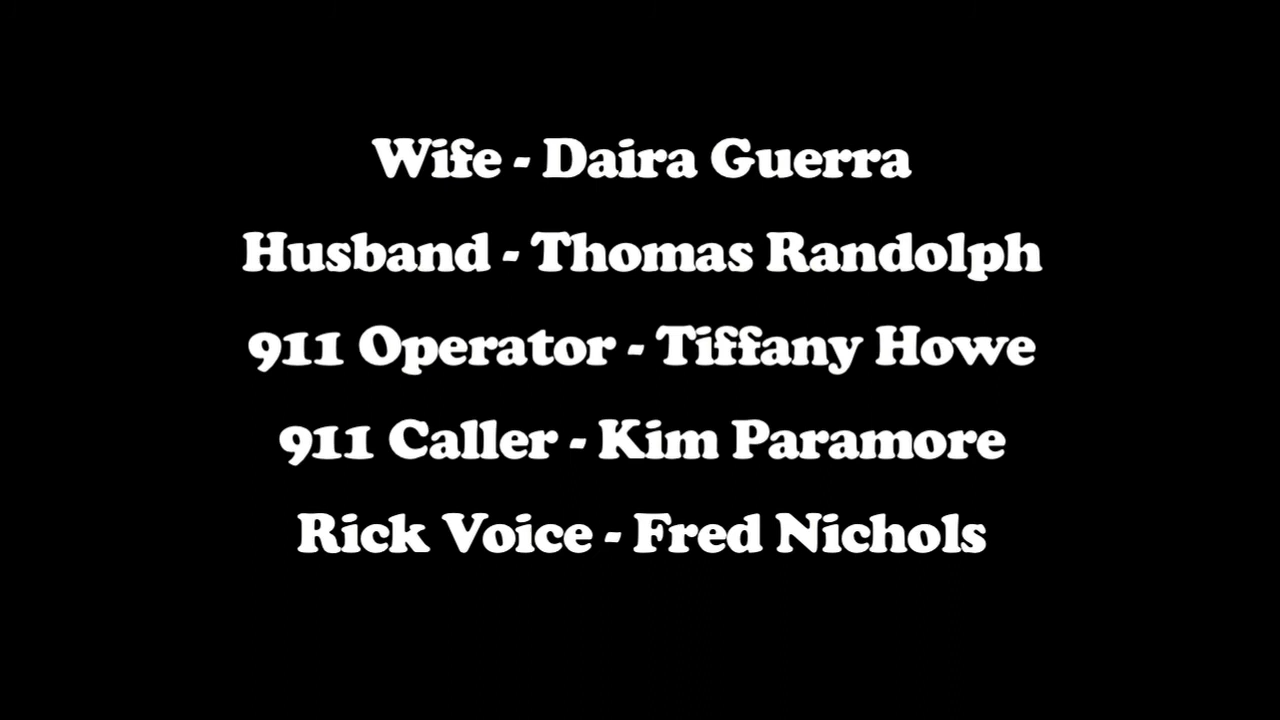 Wife - Daira Guerra
Husband - Thomas Randolph
911 Operator - Tiffany Howe
911 Caller - Kim Paramore
Rick Voice - Fred Nichols